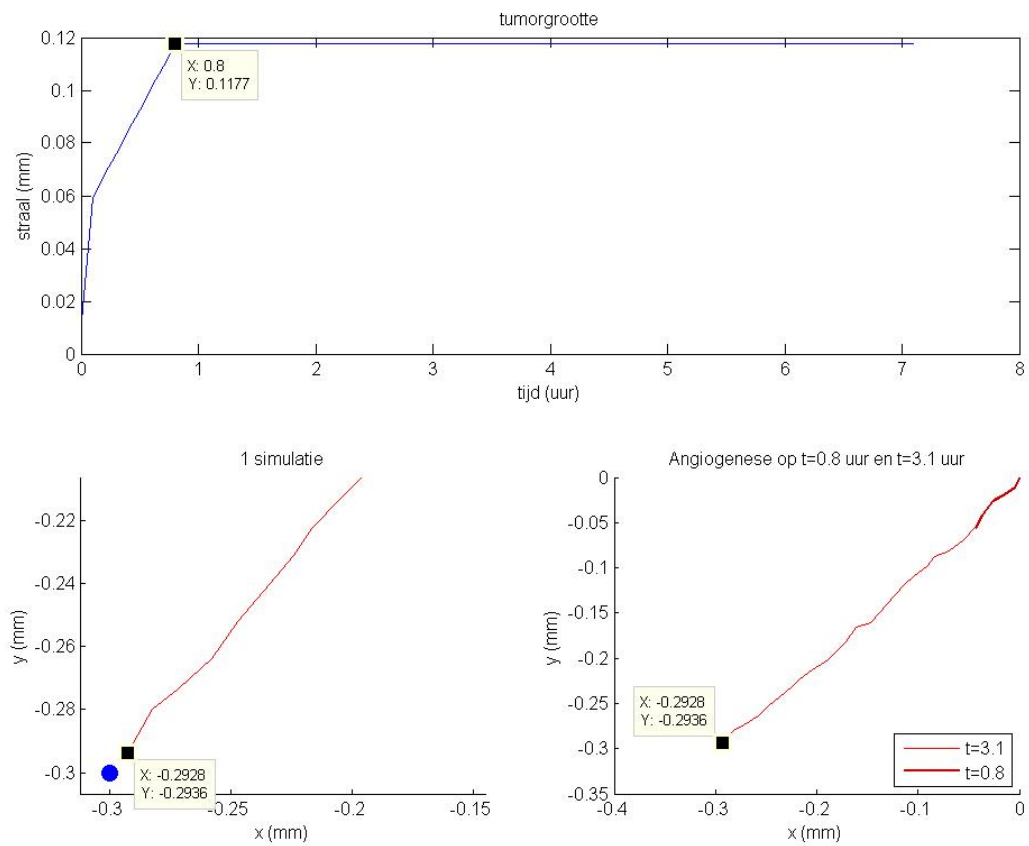 tumorgrootte
0.12
0.1
0.08
0.06
0.04
0.02
0
straal (mm)
X: 0.8
Y: 0.1177
0 1 2 3 4 5 6 7 8
tijd (uur)
1 simulatie
-0.22
-0.24
-0.26
-0.28
-0.3
y (mm)
X: -0.2928
Y: -0.2936
-0.3 -0.25 -0.2 -0.15
x (mm)
Angiogenese op t=0.8 uur en t=3.1 uur
0
-0.05
-0.1
-0.15
-0.2
-0.25
-0.3
-0.35
y (mm)
X: -0.2928
Y: -0.2936
t=3.1
t=0.8
-0.4 -0.3 -0.2 -0.1 0
x (mm)